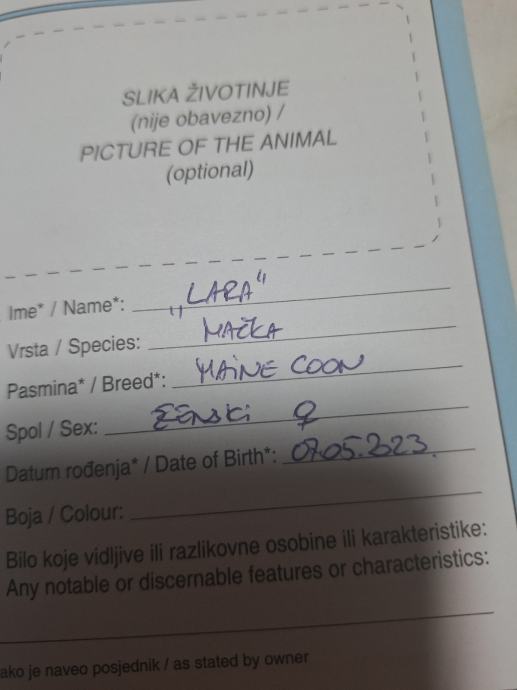 SLIKA ŽIVOTINJE
(nije obavezno) /
PICTURE OF THE ANIMAL
(optional)
Ime* / Name*: „LARA“
Vrsta / Species: MAČKA
Pasmina* / Breed*: MAINE COON
Spol / Sex: ŽENSKI ♀
Datum rođenja* / Date of Birth*: 07.05.2023.
Boja / Colour:
Bilo koje vidljive ili razlikovne osobine ili karakteristike:
Any notable or discernable features or characteristics:
ako je naveo posjednik / as stated by owner